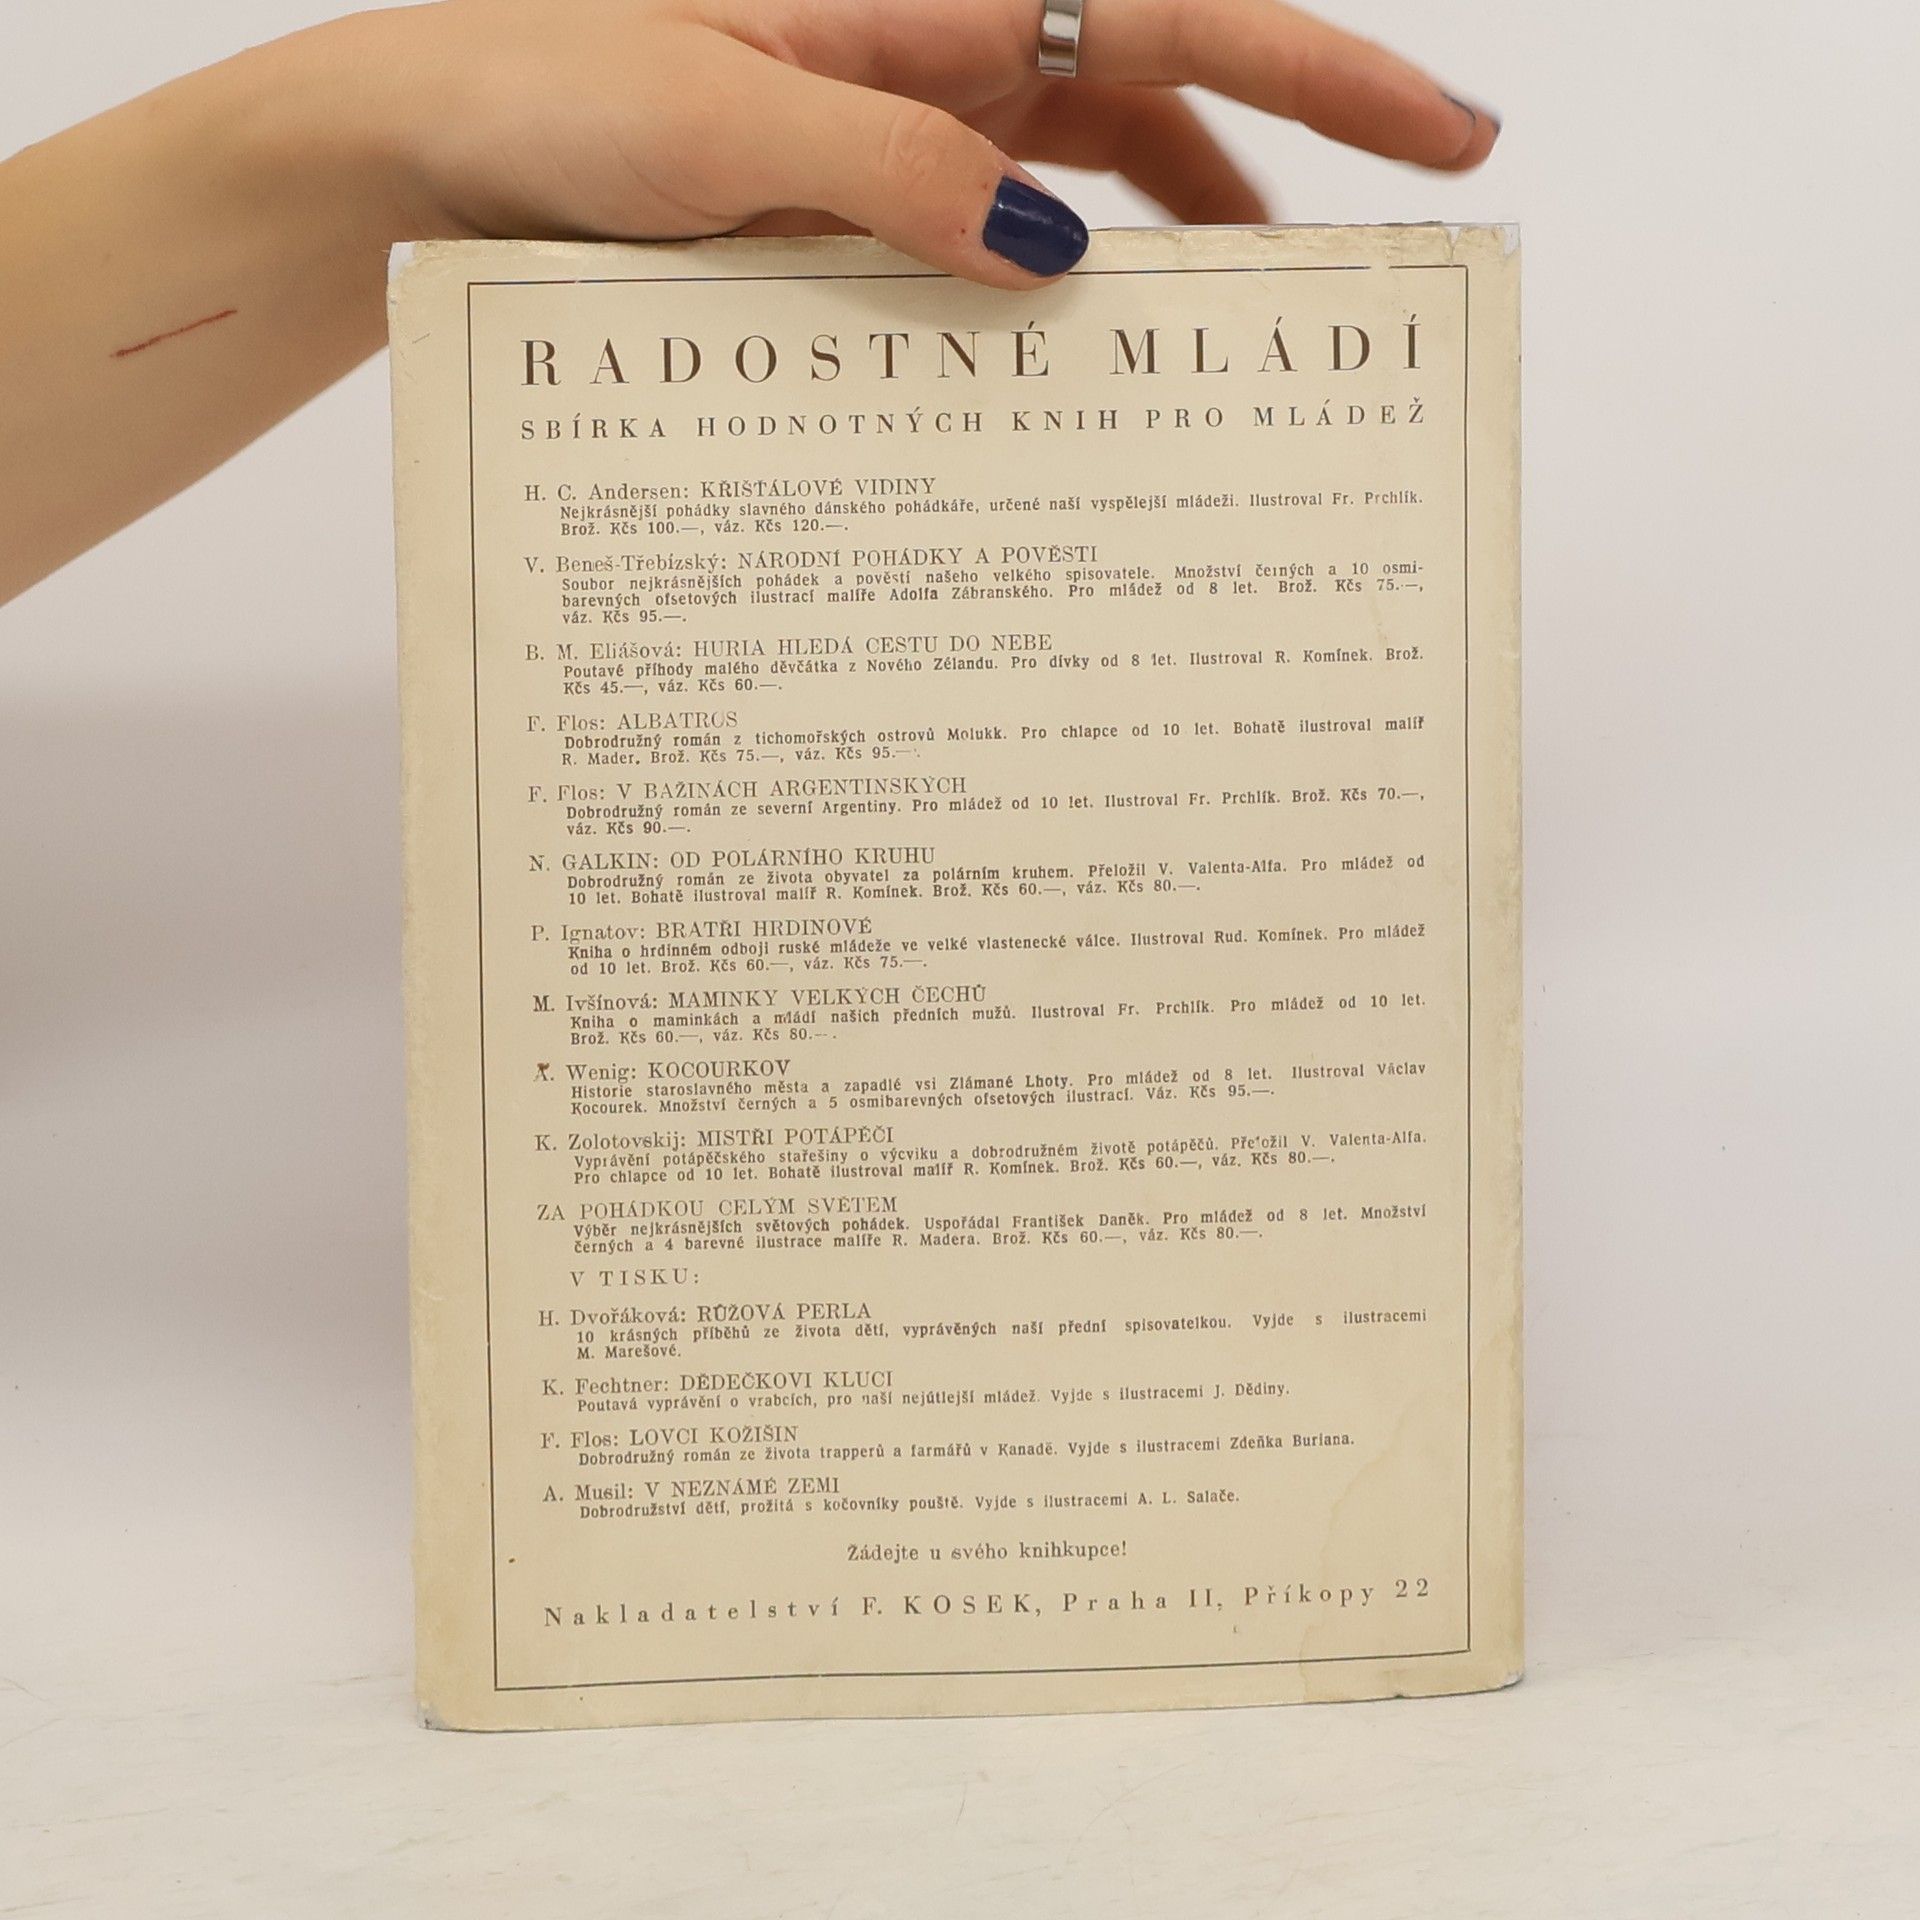 RADOSTNÉ MLÁDÍ
SBÍRKA HODNOTNÝCH KNIH PRO MLÁDEŽ
H. C. Andersen: KŘIŠŤÁLOVÉ VIDINY
Nejkrásnější pohádky slavného dánského pohádkáře, určené naší vyspělejší mládeži. Ilustroval Fr. Prchlík.
Brož. Kčs 100.—, váz. Kčs 120.—.
V. Beneš-Třebízský: NÁRODNÍ POHÁDKY A POVĚSTI
Soubor nejkrásnějších pohádek a pověstí našeho velkého spisovatele. Množství černých a 10 osmi-
barevných ofsetových ilustrací malíře Adolfa Zábranského. Pro mládež od 8 let. Brož. Kčs 75.—,
váz. Kčs 95.—.
B. M. Eliášová: HURIA HLEDÁ CESTU DO NEBE
Poutavé příhody malého děvčátka z Nového Zélandu. Pro dívky od 8 let. Ilustroval R. Komínek. Brož.
Kčs 45.—, váz. Kčs 60.—.
F. Flos: ALBATROS
Dobrodružný román z tichomořských ostrovů Molukk. Pro chlapce od 10 let. Bohatě ilustroval malíř
R. Mader. Brož. Kčs 75.—, váz. Kčs 95.—.
F. Flos: V BAŽINÁCH ARGENTINSKÝCH
Dobrodružný román ze severní Argentiny. Pro mládež od 10 let. Ilustroval Fr. Prchlík. Brož. Kčs 70.—,
váz. Kčs 90.—.
N. GALKIN: OD POLÁRNÍHO KRUHU
Dobrodružný román ze života obyvatel za polárním kruhem. Přeložil V. Valenta-Alfa. Pro mládež od
10 let. Bohatě ilustroval malíř R. Komínek. Brož. Kčs 60.—, váz. Kčs 80.—.
P. Ignatov: BRATŘI HRDINOVÉ
Kniha o hrdinném odboji ruské mládeže ve velké vlastenecké válce. Ilustroval Rud. Komínek. Pro mládež
od 10 let. Brož. Kčs 60.—, váz. Kčs 75.—.
M. Ivšínová: MAMINKY VELKÝCH ČECHŮ
Kniha o maminkách a mládí našich předních mužů. Ilustroval Fr. Prchlík. Pro mládež od 10 let.
Brož. Kčs 60.—, váz. Kčs 80.—.
A. Wenig: KOCOURKOV
Historie staroslavného města a zapadlé vsi Zlámané Lhoty. Pro mládež od 8 let. Ilustroval Václav
Kocourek. Množství černých a 5 osmibarevných ofsetových ilustrací. Váz. Kčs 95.—.
K. Zolotovskij: MISTŘI POTÁPĚČI
Vyprávění potápěčského stařešiny o výcviku a dobrodružném životě potápěčů. Přeložil V. Valenta-Alfa.
Pro chlapce od 10 let. Bohatě ilustroval malíř R. Komínek. Brož. Kčs 60.—, váz. Kčs 80.—.
ZA POHÁDKOU CELÝM SVĚTEM
Výběr nejkrásnějších světových pohádek. Uspořádal František Daněk. Pro mládež od 8 let. Množství
černých a 4 barevné ilustrace malíře R. Madera. Brož. Kčs 60.—, váz. Kčs 80.—.
V TISKU:
H. Dvořáková: RŮŽOVÁ PERLA
10 krásných příběhů ze života dětí, vyprávěných naší přední spisovatelkou. Vyjde s ilustracemi
M. Marešové.
K. Fechtner: DĚDEČKOVI KLUCI
Poutavá vyprávění o vrabcích, pro naší nejútlejší mládež. Vyjde s ilustracemi J. Dědiny.
F. Flos: LOVCI KOŽIŠIN
Dobrodružný román ze života trapperů a farmářů v Kanadě. Vyjde s ilustracemi Zdeňka Buriana.
A. Musil: V NEZNÁMÉ ZEMI
Dobrodružství dětí, prožitá s kočovníky pouště. Vyjde s ilustracemi A. L. Salače.
Žádejte u svého knihkupce!
Nakladatelství F. KOSEK, Praha II, Příkopy 22